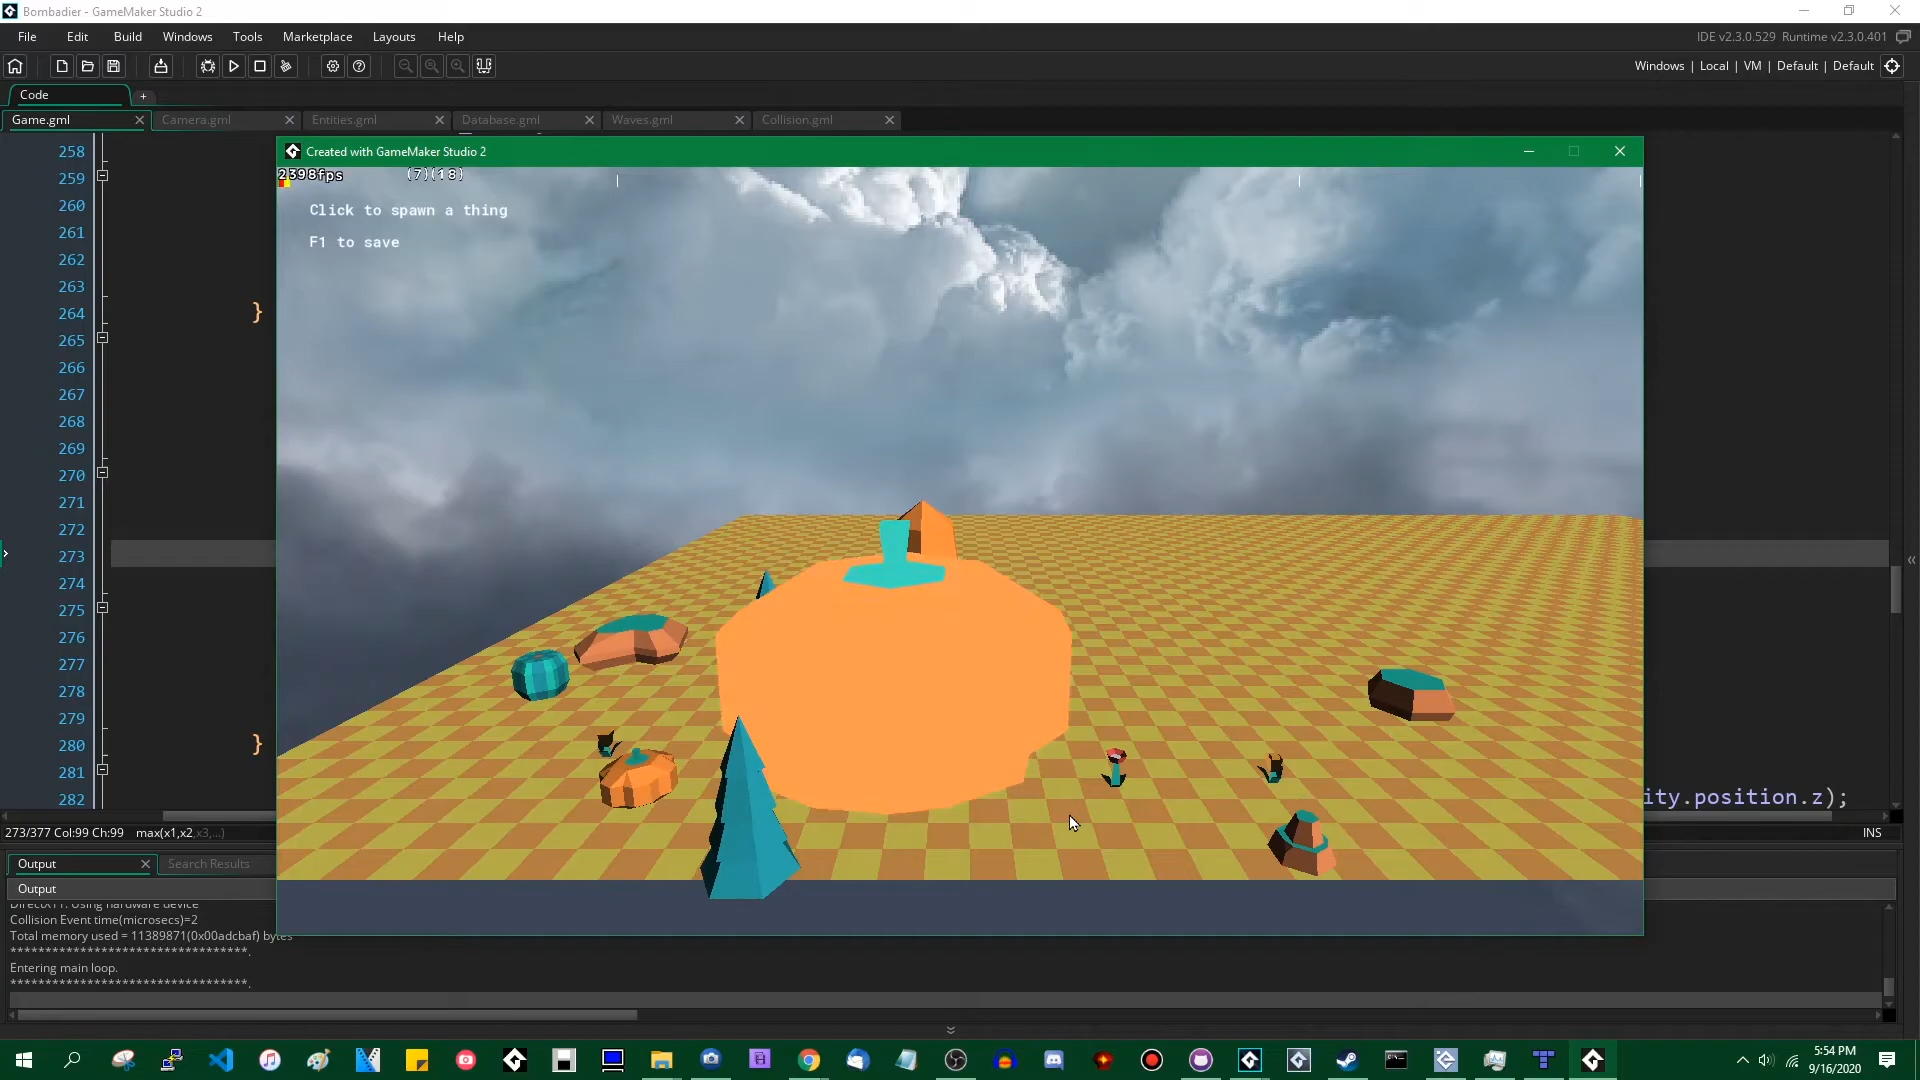 Bombadier - GameMaker Studio 2
File Edit Build Windows Tools Marketplace Layouts Help
IDE v2.3.0.529 Runtime v2.3.0.401
Windows | Local | VM | Default | Default
Code
Game.gml Camera.gml Entities.gml Database.gml Waves.gml Collision.gml
Created with GameMaker Studio 2
2398fps (7)(18)
Click to spawn a thing
F1 to save
258
259
260
261
262
263
264 }
265
266
267
268
269
270
271
272
273
274
275
276
277
278
279
280 }
281
282 ity.position.z);
273/377 Col:99 Ch:99 max(x1,x2,x3,...)
INS
Output Search Results
Output
DirectX11: Using hardware device
Collision Event time(microsecs)=2
Total memory used = 11389871(0x00adcbaf) bytes
**********************************.
Entering main loop.
**********************************.
5:54 PM
9/16/2020